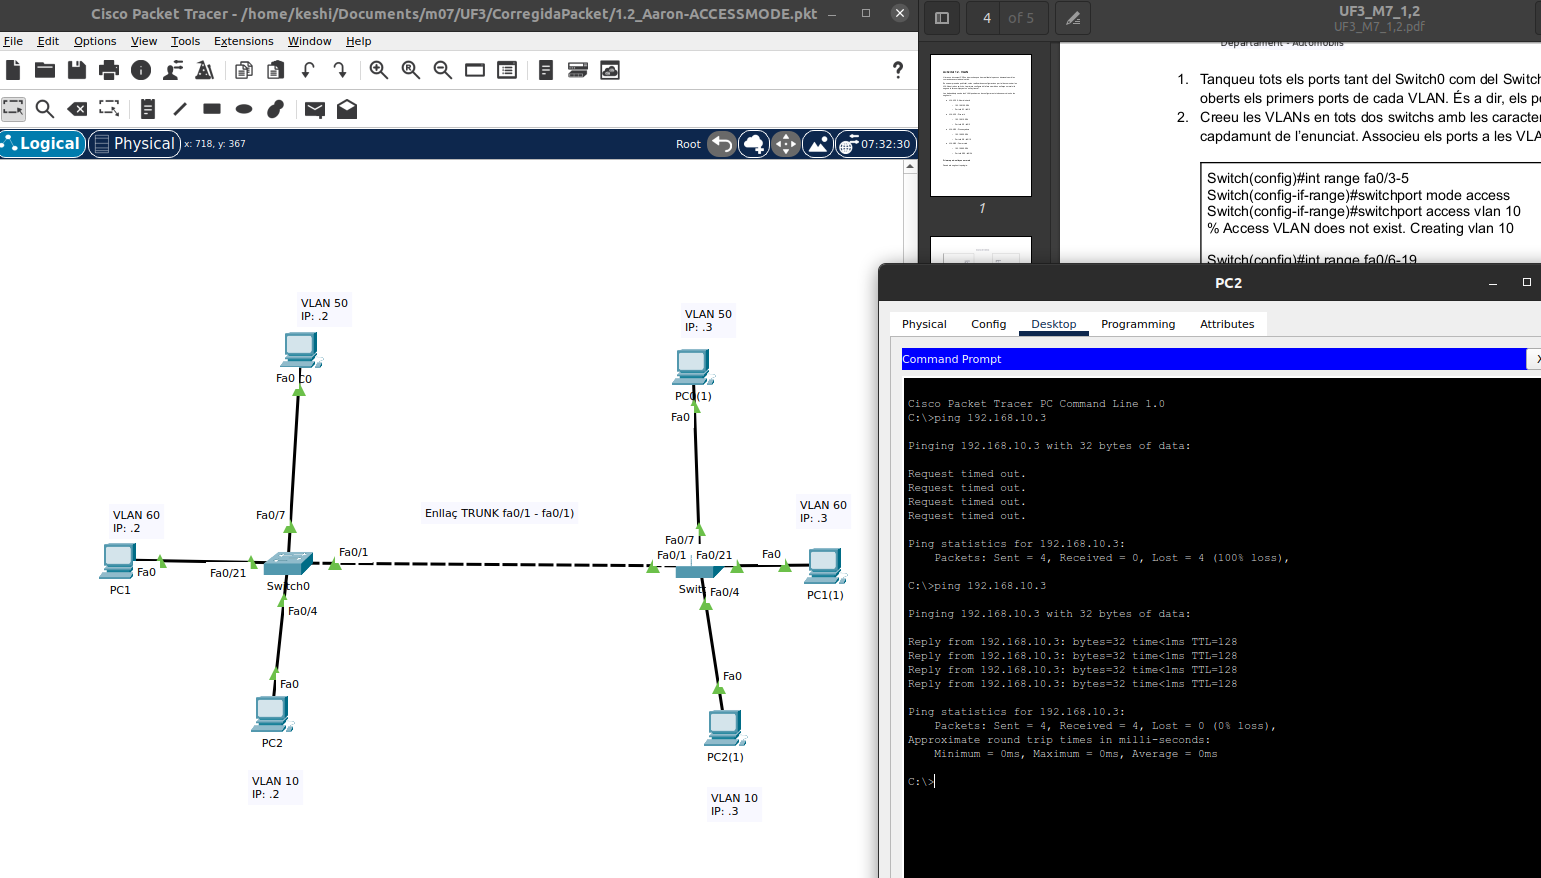 Cisco Packet Tracer - /home/keshi/Documents/m07/UF3/CorregidaPacket/1.2_Aaron-ACCESSMODE.pkt
File Edit Options View Tools Extensions Window Help
Logical Physical x: 718, y: 367
Root 07:32:30
VLAN 50
IP: .2
Fa0 C0
VLAN 50
IP: .3
PC0(1)
Fa0
VLAN 60
IP: .2
Fa0/7
Enllaç TRUNK fa0/1 - fa0/1)
VLAN 60
IP: .3
Fa0
PC1
Fa0/21
Fa0/1
Switch0
Fa0/4
Fa0/7
Fa0/1 Fa0/21
Fa0
Swit Fa0/4
PC1(1)
Fa0
PC2
VLAN 10
IP: .2
Fa0
PC2(1)
VLAN 10
IP: .3
4 of 5
UF3_M7_1,2
UF3_M7_1,2.pdf
Departament - Automobils
1
1. Tanqueu tots els ports tant del Switch0 com del Switch
oberts els primers ports de cada VLAN. És a dir, els po
2. Creeu les VLANs en tots dos switchs amb les caracter
capdamunt de l'enunciat. Associeu els ports a les VLA
Switch(config)#int range fa0/3-5
Switch(config-if-range)#switchport mode access
Switch(config-if-range)#switchport access vlan 10
% Access VLAN does not exist. Creating vlan 10
Switch(config)#int range fa0/6-19
PC2
Physical Config Desktop Programming Attributes
Command Prompt X
Cisco Packet Tracer PC Command Line 1.0
C:\>ping 192.168.10.3
Pinging 192.168.10.3 with 32 bytes of data:
Request timed out.
Request timed out.
Request timed out.
Request timed out.
Ping statistics for 192.168.10.3:
Packets: Sent = 4, Received = 0, Lost = 4 (100% loss),
C:\>ping 192.168.10.3
Pinging 192.168.10.3 with 32 bytes of data:
Reply from 192.168.10.3: bytes=32 time<1ms TTL=128
Reply from 192.168.10.3: bytes=32 time<1ms TTL=128
Reply from 192.168.10.3: bytes=32 time<1ms TTL=128
Reply from 192.168.10.3: bytes=32 time<1ms TTL=128
Ping statistics for 192.168.10.3:
Packets: Sent = 4, Received = 4, Lost = 0 (0% loss),
Approximate round trip times in milli-seconds:
Minimum = 0ms, Maximum = 0ms, Average = 0ms
C:\>